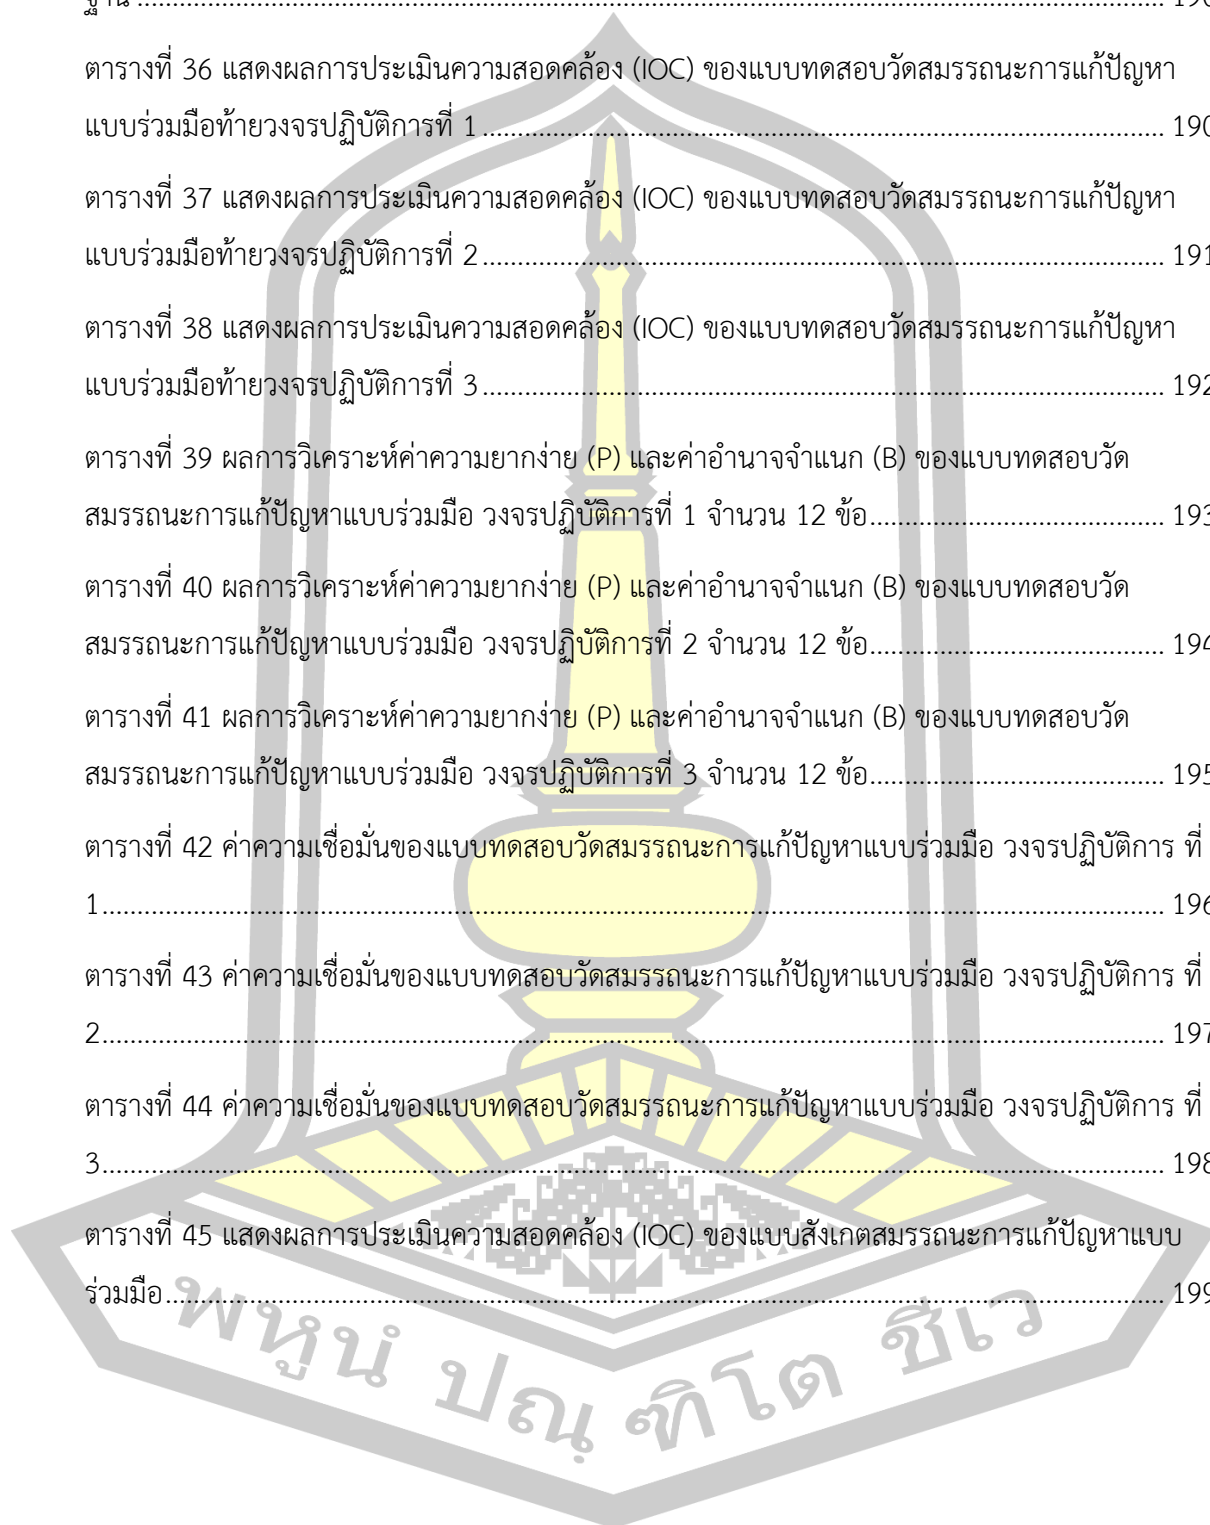 ฐาน ........................................................................................................................................ 190
ตารางที่ 36 แสดงผลการประเมินความสอดคล้อง (IOC) ของแบบทดสอบวัดสมรรถนะการแก้ปัญหา
แบบร่วมมือท้ายวงจรปฏิบัติการที่ 1 ........................................................................................ 190
ตารางที่ 37 แสดงผลการประเมินความสอดคล้อง (IOC) ของแบบทดสอบวัดสมรรถนะการแก้ปัญหา
แบบร่วมมือท้ายวงจรปฏิบัติการที่ 2 ........................................................................................ 191
ตารางที่ 38 แสดงผลการประเมินความสอดคล้อง (IOC) ของแบบทดสอบวัดสมรรถนะการแก้ปัญหา
แบบร่วมมือท้ายวงจรปฏิบัติการที่ 3 ........................................................................................ 192
ตารางที่ 39 ผลการวิเคราะห์ค่าความยากง่าย (P) และค่าอำนาจจำแนก (B) ของแบบทดสอบวัด
สมรรถนะการแก้ปัญหาแบบร่วมมือ วงจรปฏิบัติการที่ 1 จำนวน 12 ข้อ...................................... 193
ตารางที่ 40 ผลการวิเคราะห์ค่าความยากง่าย (P) และค่าอำนาจจำแนก (B) ของแบบทดสอบวัด
สมรรถนะการแก้ปัญหาแบบร่วมมือ วงจรปฏิบัติการที่ 2 จำนวน 12 ข้อ...................................... 194
ตารางที่ 41 ผลการวิเคราะห์ค่าความยากง่าย (P) และค่าอำนาจจำแนก (B) ของแบบทดสอบวัด
สมรรถนะการแก้ปัญหาแบบร่วมมือ วงจรปฏิบัติการที่ 3 จำนวน 12 ข้อ...................................... 195
ตารางที่ 42 ค่าความเชื่อมั่นของแบบทดสอบวัดสมรรถนะการแก้ปัญหาแบบร่วมมือ วงจรปฏิบัติการ ที่
1............................................................................................................................................ 196
ตารางที่ 43 ค่าความเชื่อมั่นของแบบทดสอบวัดสมรรถนะการแก้ปัญหาแบบร่วมมือ วงจรปฏิบัติการ ที่
2............................................................................................................................................ 197
ตารางที่ 44 ค่าความเชื่อมั่นของแบบทดสอบวัดสมรรถนะการแก้ปัญหาแบบร่วมมือ วงจรปฏิบัติการ ที่
3............................................................................................................................................ 198
ตารางที่ 45 แสดงผลการประเมินความสอดคล้อง (IOC) ของแบบสังเกตสมรรถนะการแก้ปัญหาแบบ
ร่วมมือ.................................................................................................................................... 199
พหูนํ ปณฺ ฑิโต ชีเว